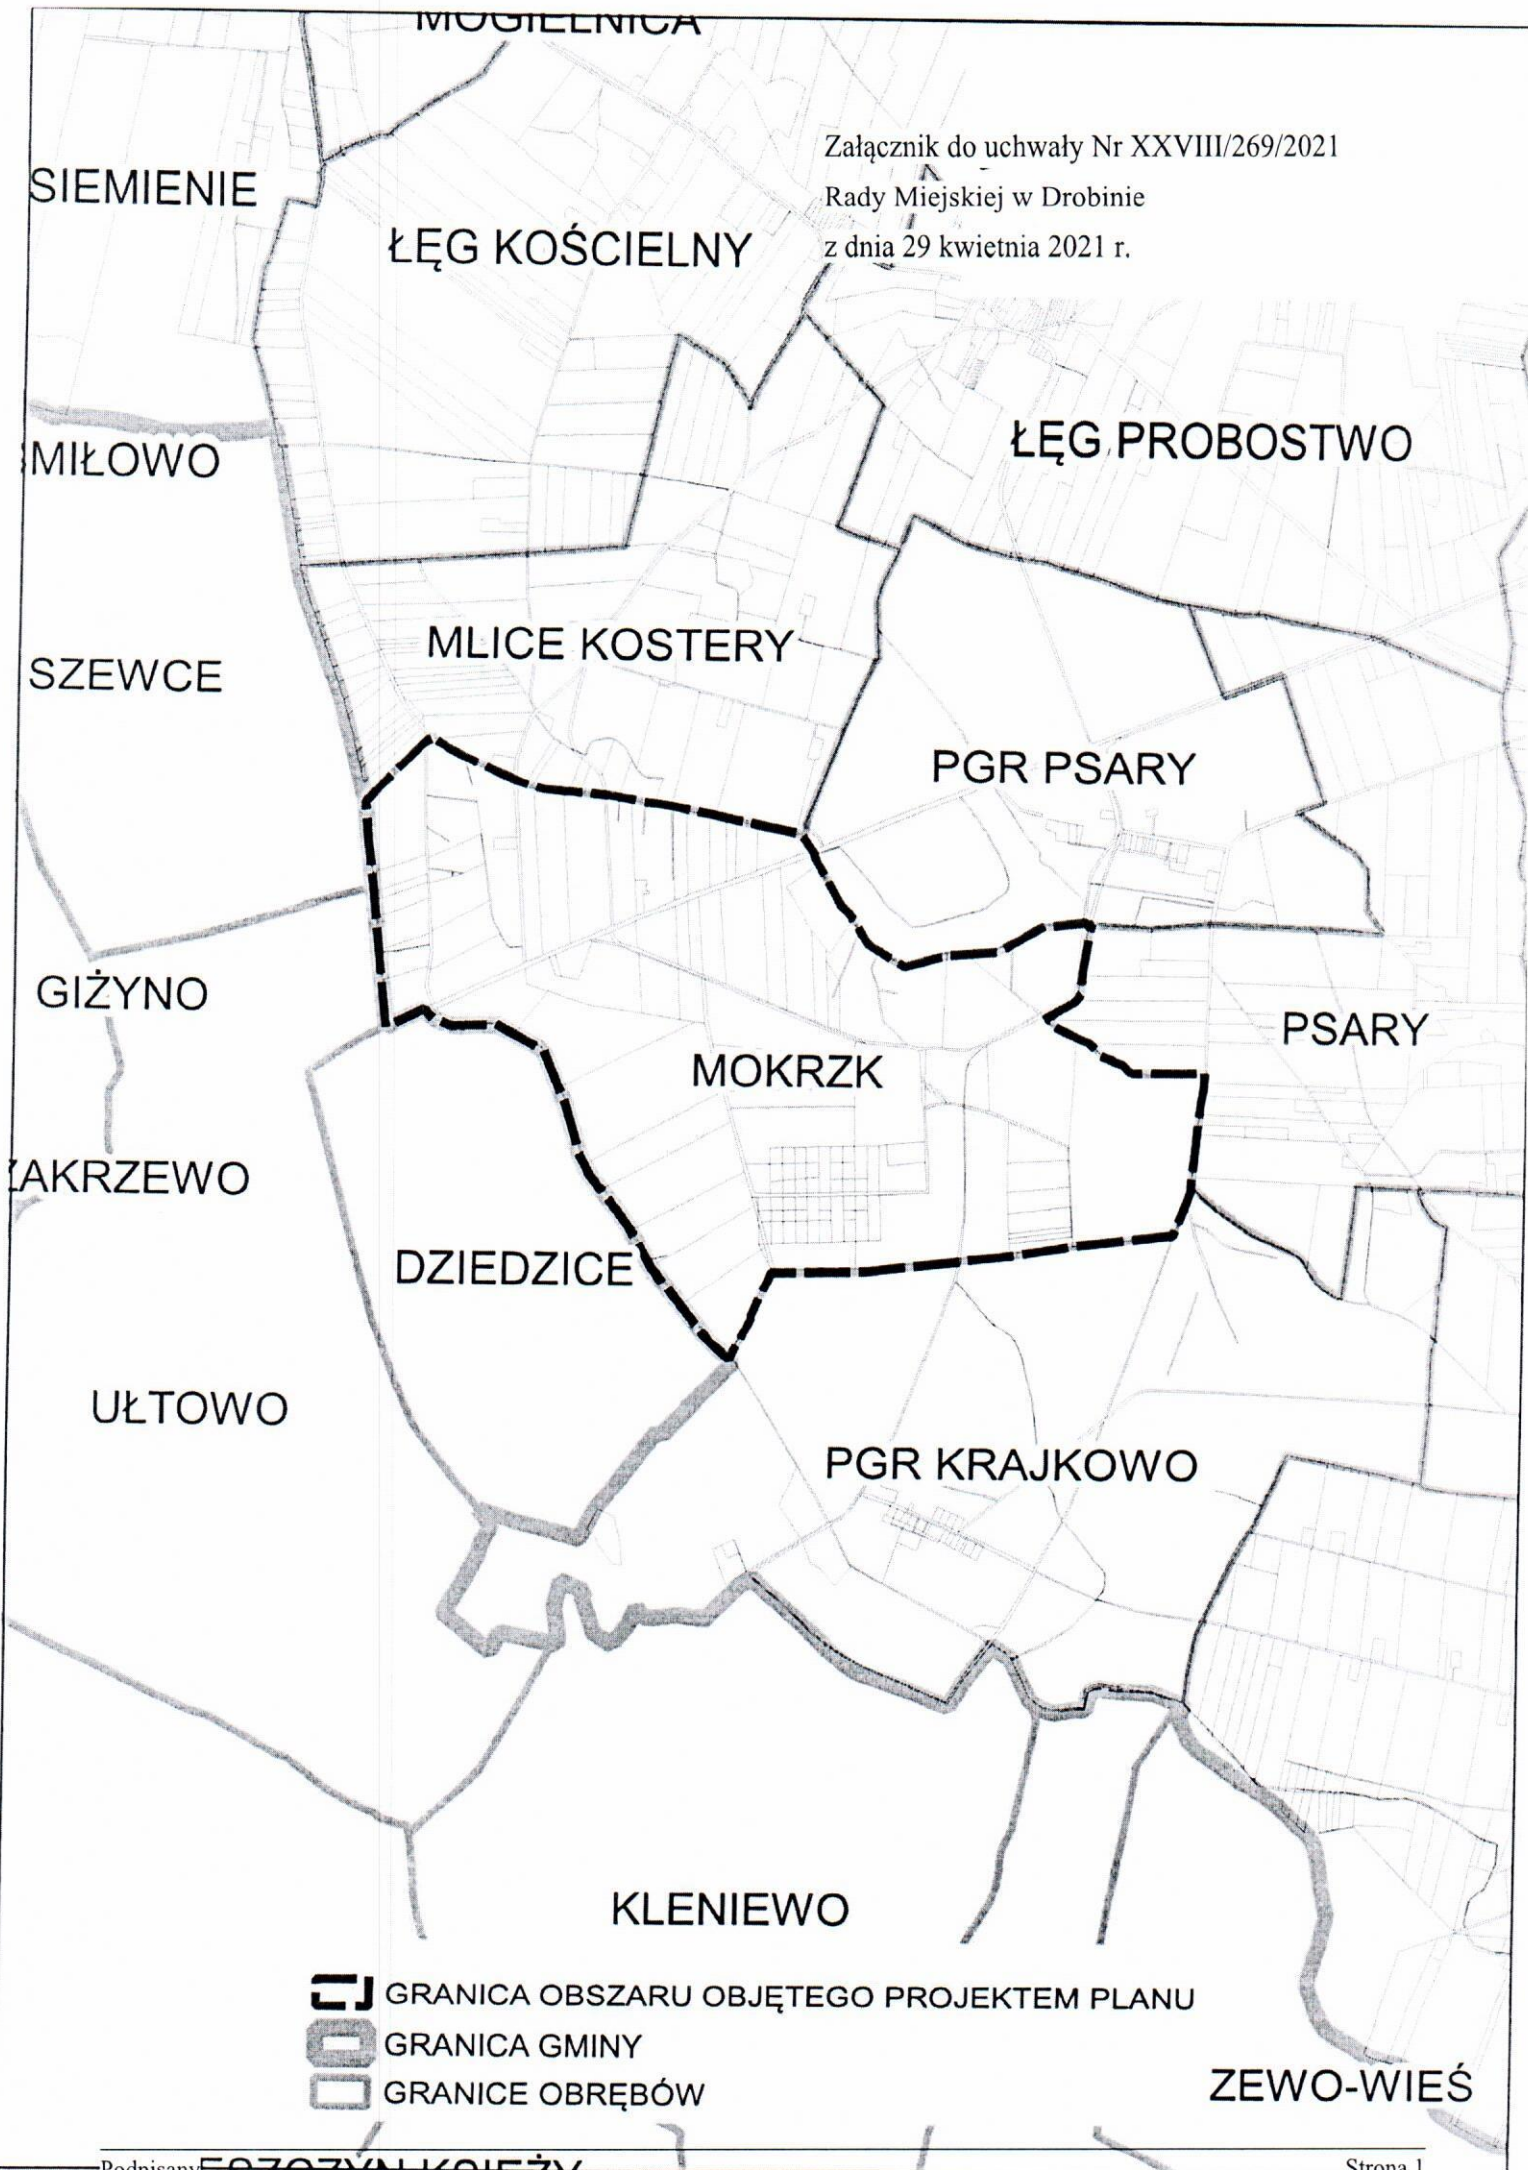 MOGIELNICA
Załącznik do uchwały Nr XXVIII/269/2021
Rady Miejskiej w Drobinie
z dnia 29 kwietnia 2021 r.
SIEMIENIE
ŁĘG KOŚCIELNY
ŁĘG PROBOSTWO
MIŁOWO
MLICE KOSTERY
SZEWCE
PGR PSARY
GIŻYNO
PSARY
MOKRZK
ZAKRZEWO
DZIEDZICE
UŁTOWO
PGR KRAJKOWO
KLENIEWO
GRANICA OBSZARU OBJĘTEGO PROJEKTEM PLANU
GRANICA GMINY
GRANICE OBRĘBÓW
ZEWO-WIEŚ
Podpisany
Strona 1